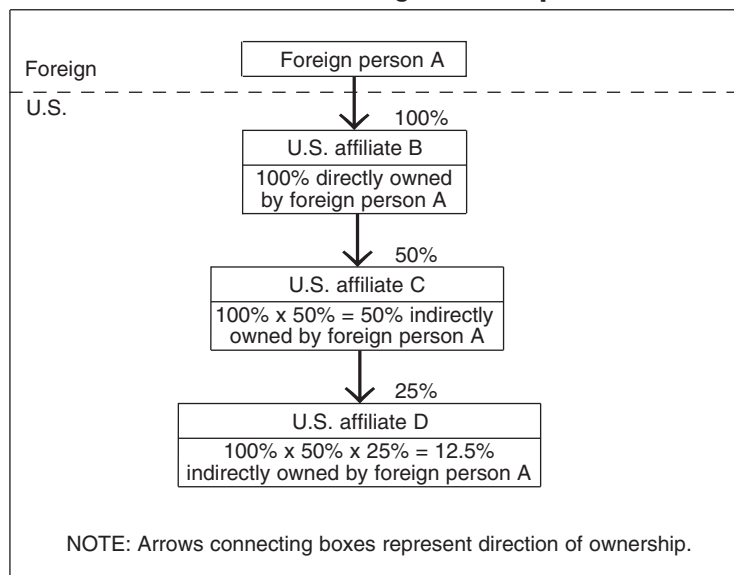 Foreign person A
Foreign
U.S.
100%
U.S. affiliate B
100% directly owned
by foreign person A
50%
U.S. affiliate C
100% x 50% = 50% indirectly
owned by foreign person A
25%
U.S. affiliate D
100% x 50% x 25% = 12.5%
indirectly owned by foreign person A
NOTE: Arrows connecting boxes represent direction of ownership.